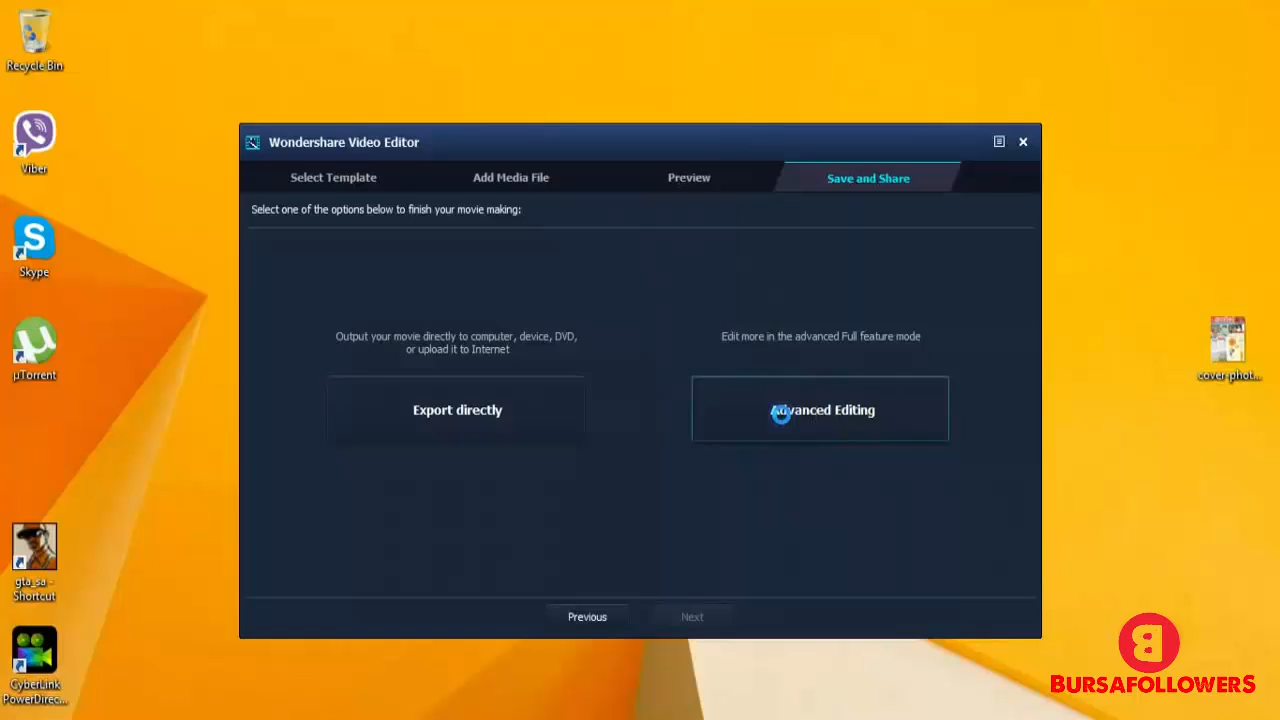 Recycle Bin
Viber
Skype
µTorrent
gta_sa -
Shortcut
CyberLink
PowerDirec...
Wondershare Video Editor
Select Template
Add Media File
Preview
Save and Share
Select one of the options below to finish your movie making:
Output your movie directly to computer, device, DVD,
or upload it to Internet
Export directly
Edit more in the advanced Full feature mode
Advanced Editing
Previous
Next
cover-phot...
BURSAFOLLOWERS